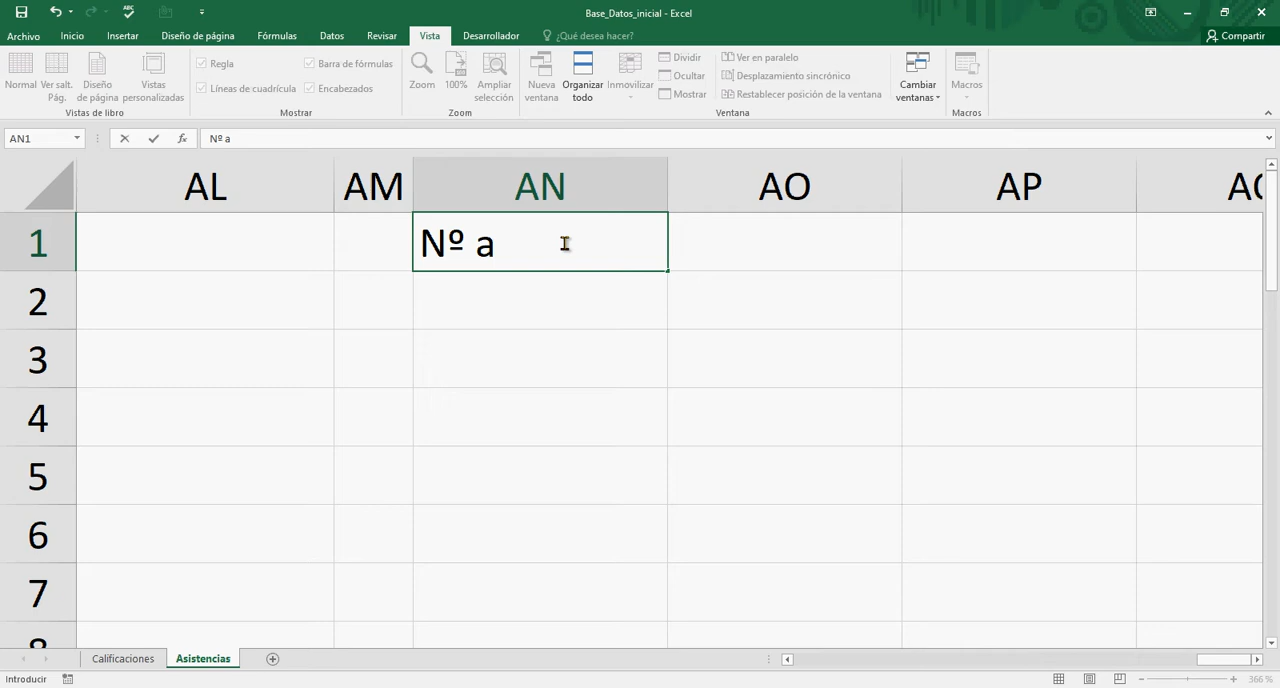 Base_Datos_inicial - Excel
Archivo Inicio Insertar Diseño de página Fórmulas Datos Revisar Vista Desarrollador ¿Qué desea hacer? Compartir
Normal
Ver salt. Pág.
Diseño de página
Vistas personalizadas
Vistas de libro
Regla
Barra de fórmulas
Líneas de cuadrícula
Encabezados
Mostrar
Zoom
100%
Ampliar selección
Zoom
Nueva ventana
Organizar todo
Inmovilizar
Dividir
Ocultar
Mostrar
Ver en paralelo
Desplazamiento sincrónico
Restablecer posición de la ventana
Cambiar ventanas
Ventana
Macros
Macros
AN1 fx Nº a
AL AM AN AO AP
1 Nº a
2
3
4
5
6
7
8
Calificaciones Asistencias
Introducir 366 %